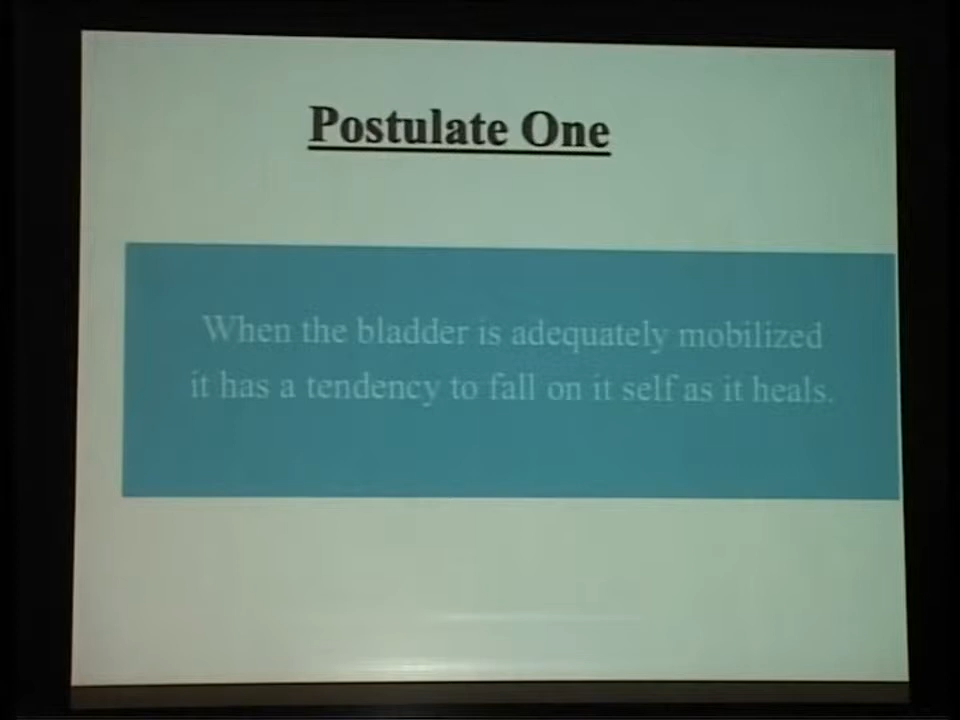 Postulate One
When the bladder is adequately mobilized
it has a tendency to fall on it self as it heals.